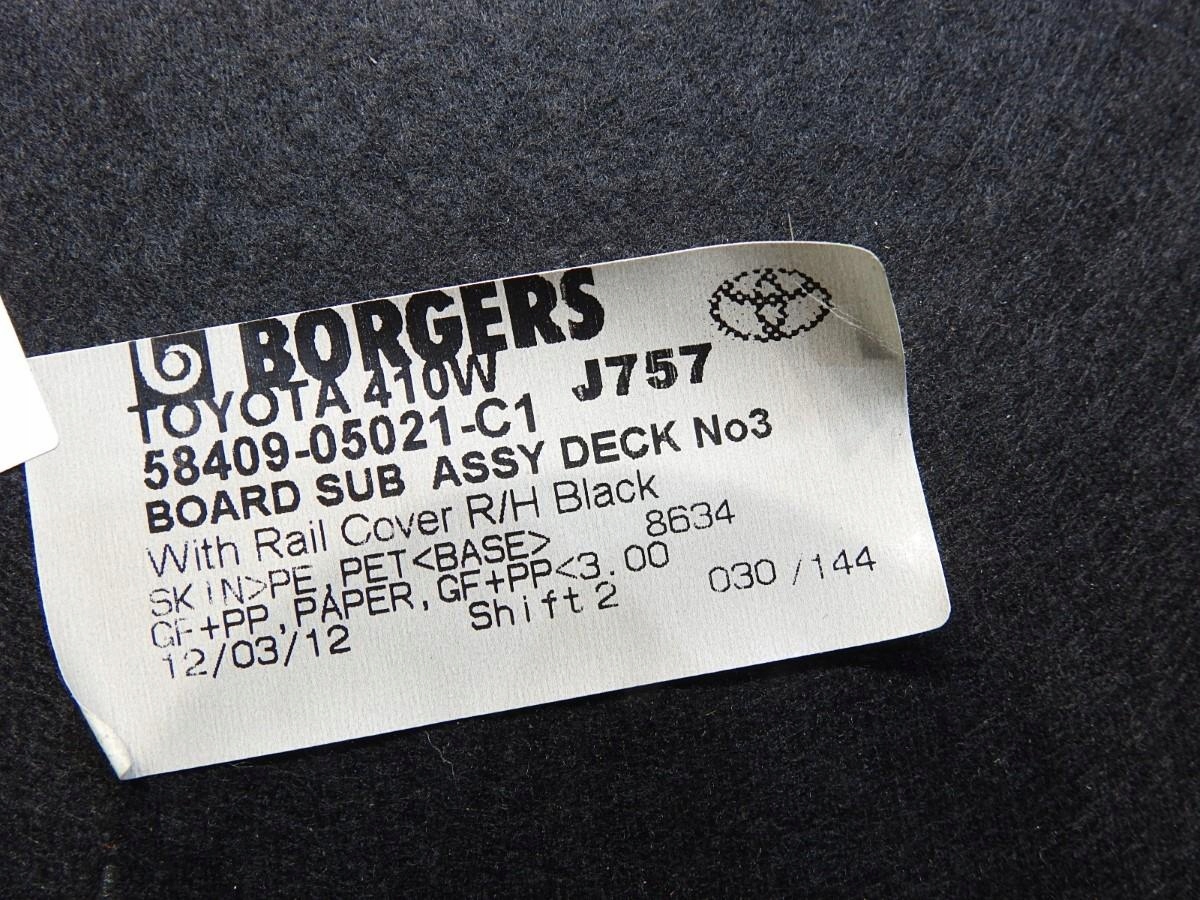 BORGERS
TOYOTA 410W J757
58409-05021-C1
BOARD SUB ASSY DECK No3
With Rail Cover R/H Black
SKIN>PE,PET<BASE> 8634
GF+PP,PAPER,GF+PP<3.00
12/03/12 Shift2 030/144